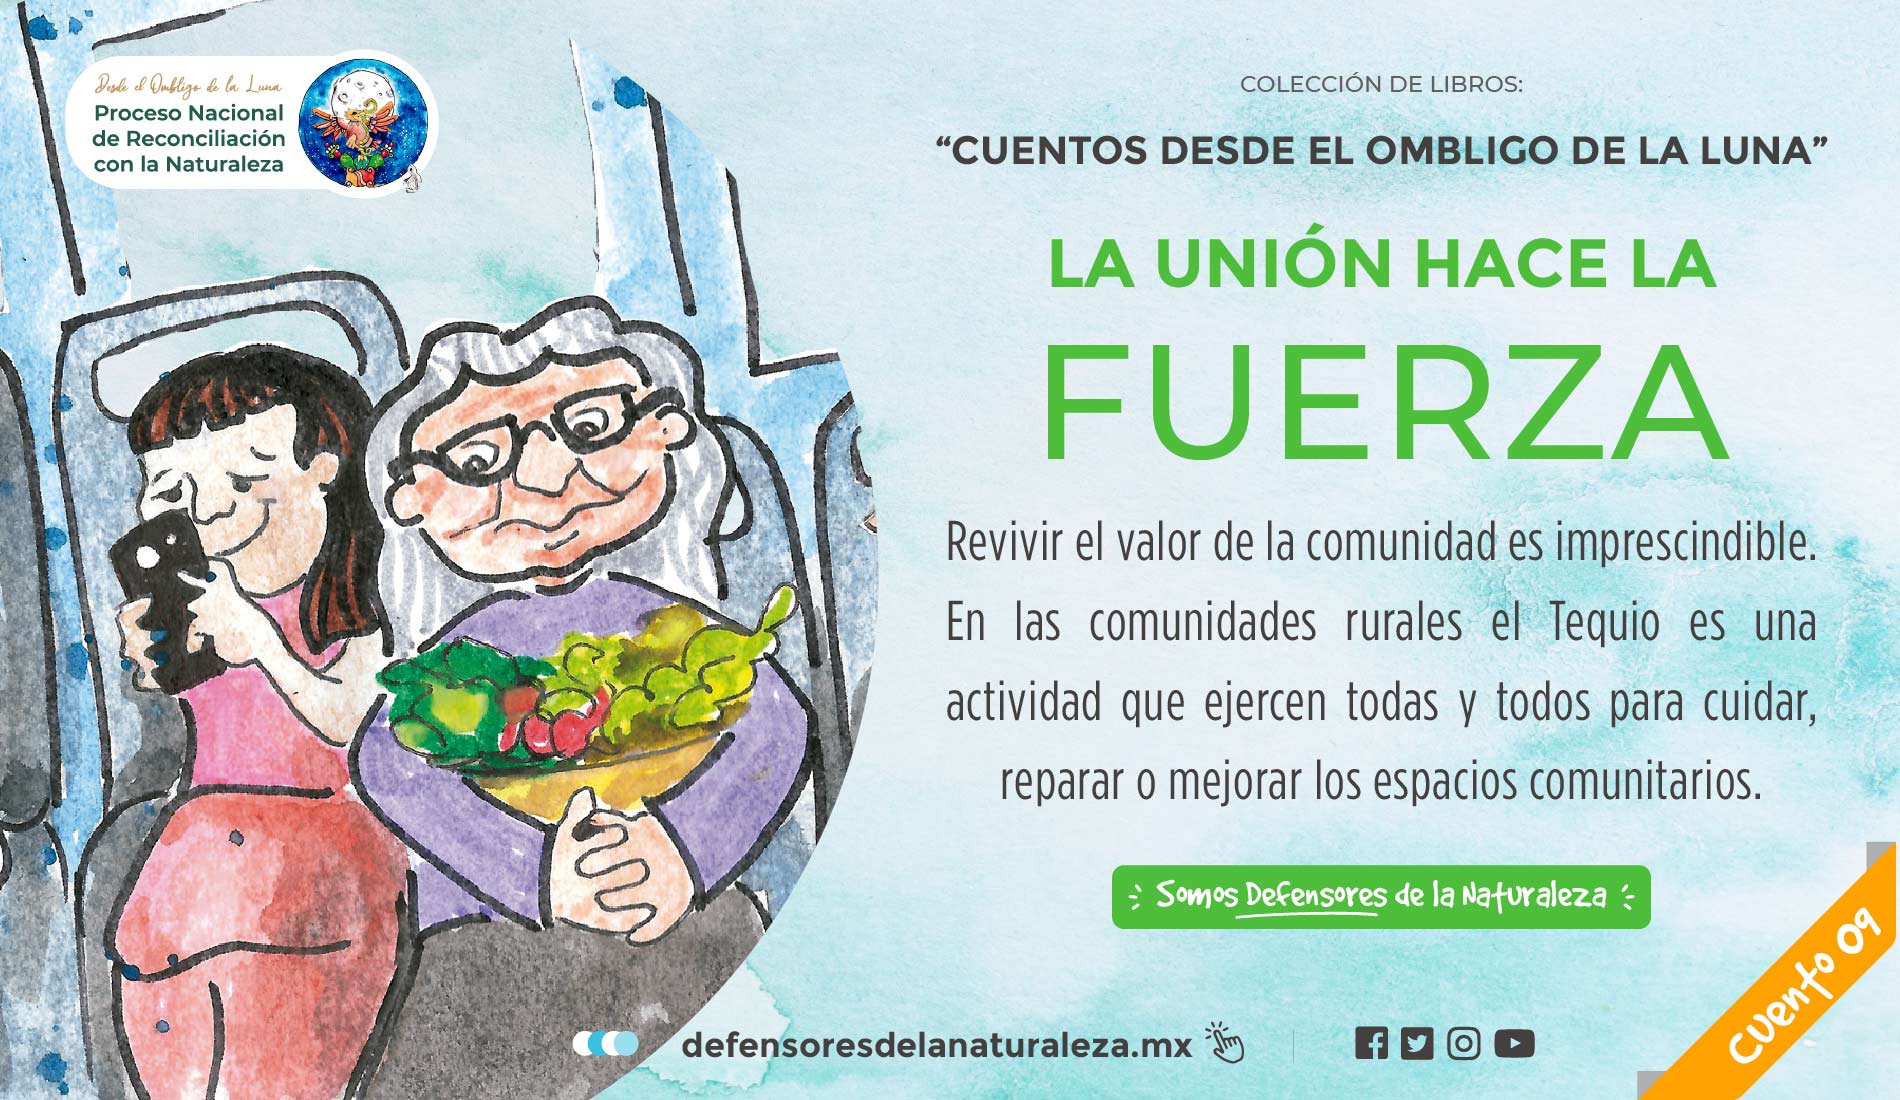 Desde el Ombligo de la Luna
Proceso Nacional
de Reconciliación
con la Naturaleza
COLECCIÓN DE LIBROS:
“CUENTOS DESDE EL OMBLIGO DE LA LUNA”
LA UNIÓN HACE LA
FUERZA
Revivir el valor de la comunidad es imprescindible.
En las comunidades rurales el Tequio es una
actividad que ejercen todas y todos para cuidar,
reparar o mejorar los espacios comunitarios.
Somos Defensores de la Naturaleza
Cuento 09
defensoresdelanaturaleza.mx